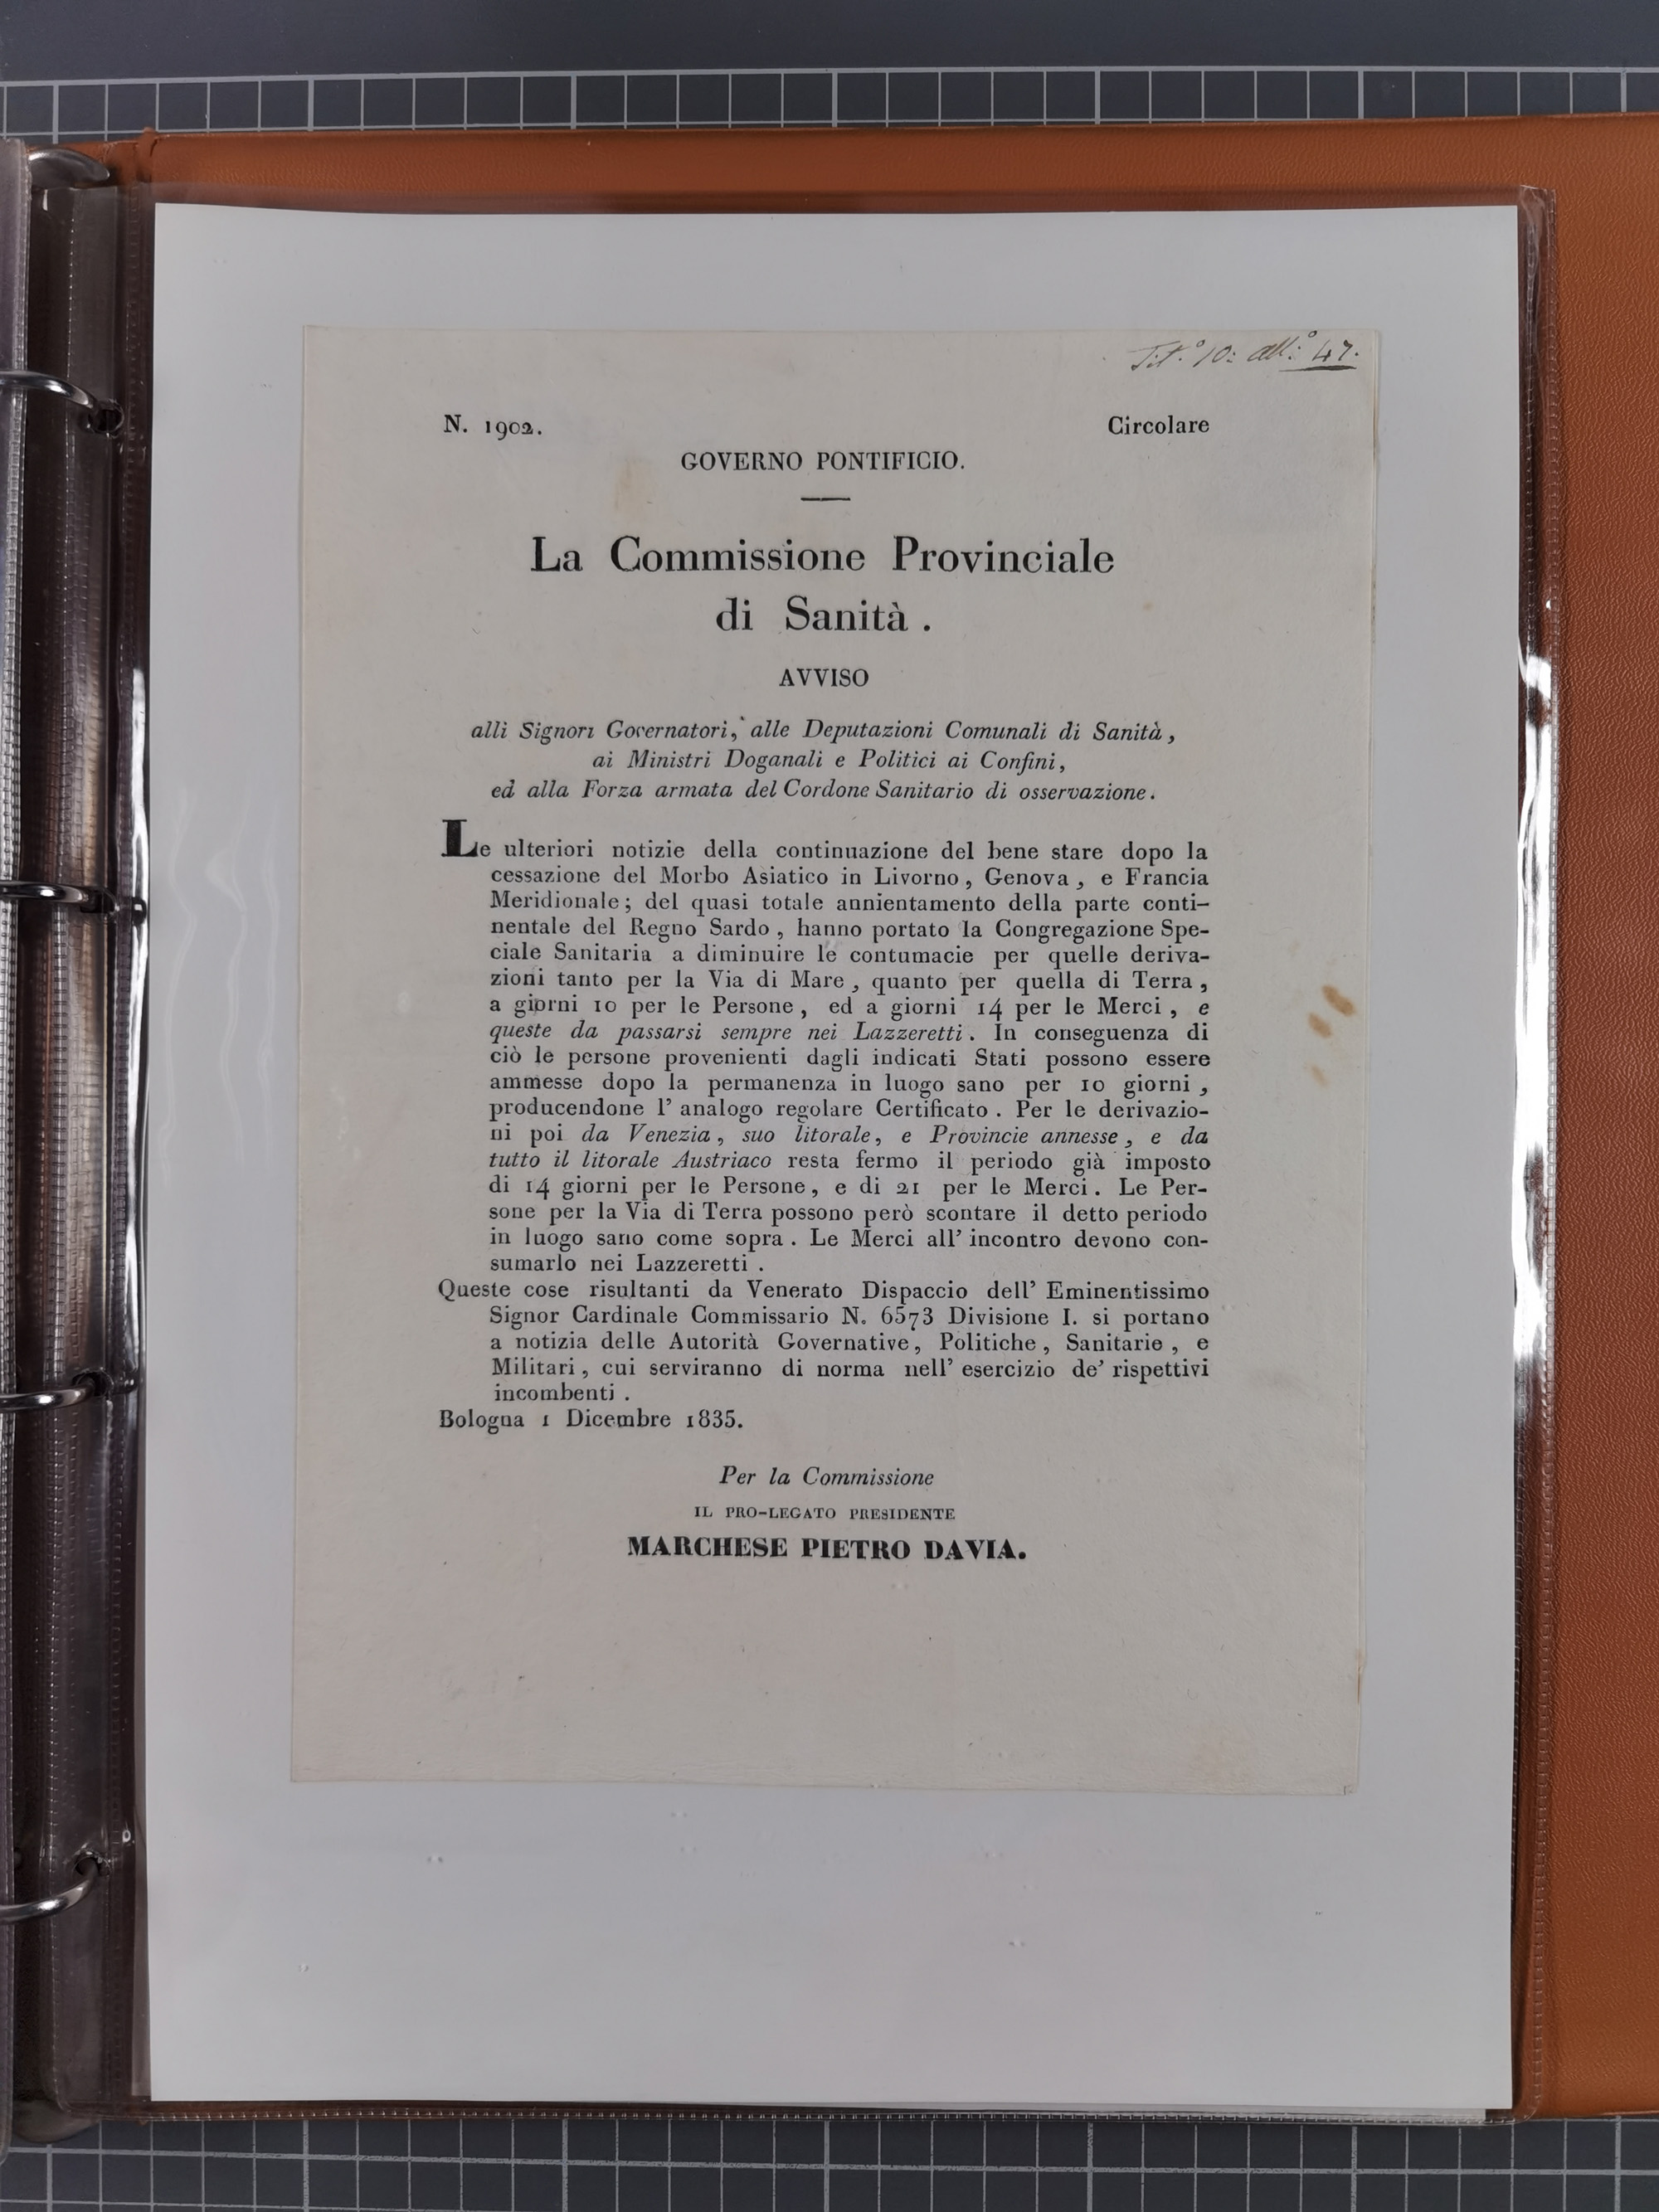 Tit.° 10: all.° 47.
N. 1902. Circolare
GOVERNO PONTIFICIO.
La Commissione Provinciale
di Sanità .
AVVISO
alli Signori Governatori, alle Deputazioni Comunali di Sanità ,
ai Ministri Doganali e Politici ai Confini ,
ed alla Forza armata del Cordone Sanitario di osservazione .
Le ulteriori notizie della continuazione del bene stare dopo la
cessazione del Morbo Asiatico in Livorno , Genova , e Francia
Meridionale ; del quasi totale annientamento della parte conti-
nentale del Regno Sardo , hanno portato la Congregazione Spe-
ciale Sanitaria a diminuire le contumacie per quelle deriva-
zioni tanto per la Via di Mare , quanto per quella di Terra ,
a giorni 10 per le Persone , ed a giorni 14 per le Merci , e
queste da passarsi sempre nei Lazzeretti . In conseguenza di
ciò le persone provenienti dagli indicati Stati possono essere
ammesse dopo la permanenza in luogo sano per 10 giorni ,
producendone l' analogo regolare Certificato . Per le derivazio-
ni poi da Venezia , suo litorale , e Provincie annesse , e da
tutto il litorale Austriaco resta fermo il periodo già imposto
di 14 giorni per le Persone , e di 21 per le Merci . Le Per-
sone per la Via di Terra possono però scontare il detto periodo
in luogo sano come sopra . Le Merci all' incontro devono con-
sumarlo nei Lazzeretti .
Queste cose risultanti da Venerato Dispaccio dell' Eminentissimo
Signor Cardinale Commissario N. 6573 Divisione I. si portano
a notizia delle Autorità Governative , Politiche , Sanitarie , e
Militari , cui serviranno di norma nell' esercizio de' rispettivi
incombenti .
Bologna 1 Dicembre 1835.
Per la Commissione
IL PRO-LEGATO PRESIDENTE
MARCHESE PIETRO DAVIA.